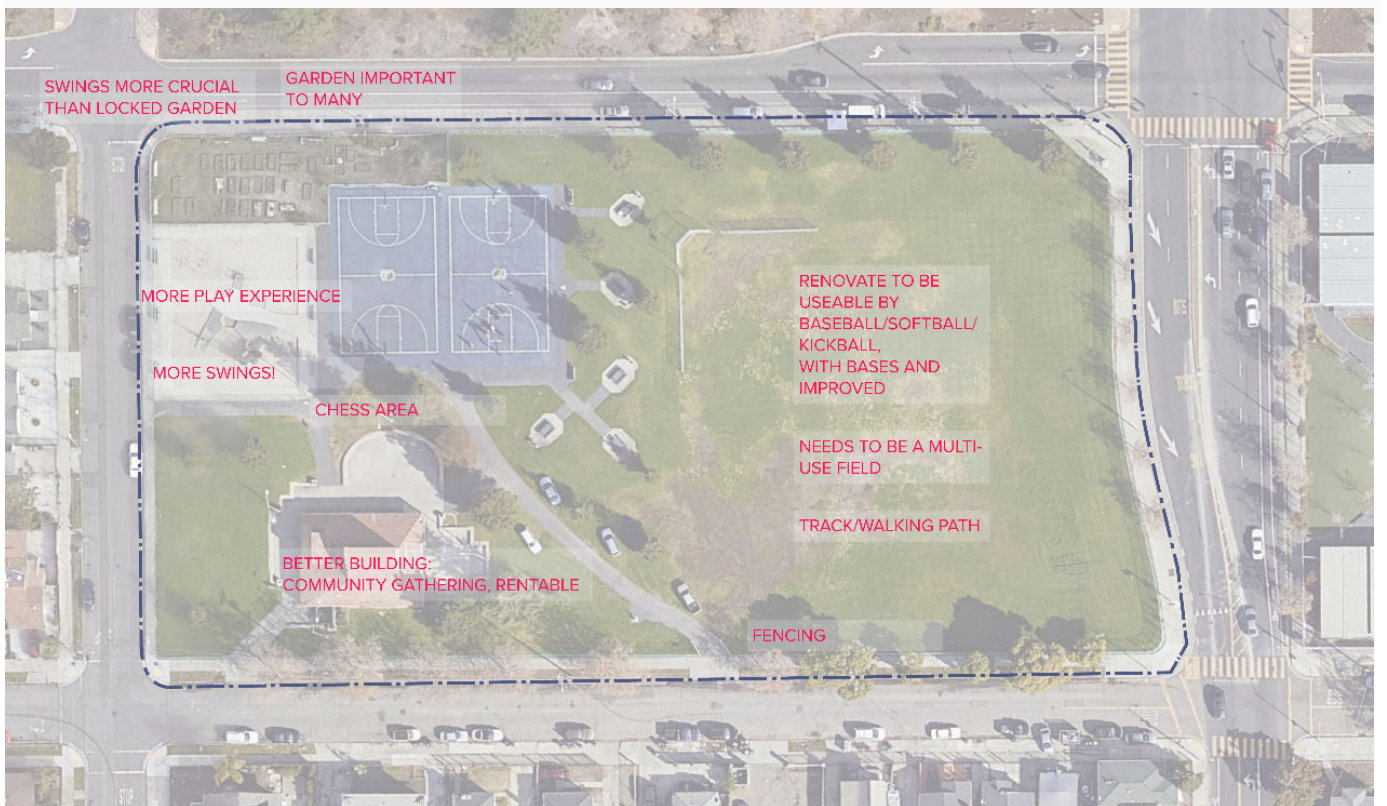 SWINGS MORE CRUCIAL
THAN LOCKED GARDEN
GARDEN IMPORTANT
TO MANY
STOP
MORE PLAY EXPERIENCE
MORE SWINGS!
CHESS AREA
RENOVATE TO BE
USEABLE BY
BASEBALL/SOFTBALL/
KICKBALL,
WITH BASES AND
IMPROVED
NEEDS TO BE A MULTI-
USE FIELD
TRACK/WALKING PATH
BETTER BUILDING:
COMMUNITY GATHERING, RENTABLE
FENCING
STOP